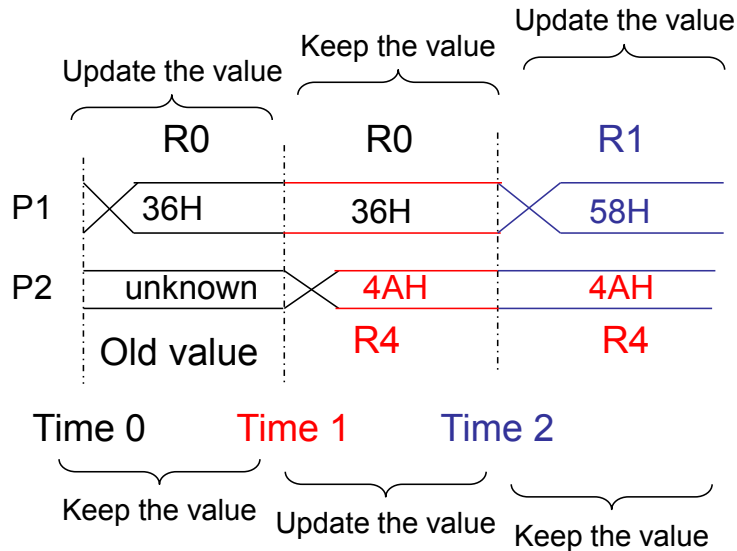 Update the value
Keep the value
Update the value
R0 R0 R1
P1 36H 36H 58H
P2 unknown 4AH 4AH
Old value R4 R4
Time 0 Time 1 Time 2
Keep the value
Update the value
Keep the value